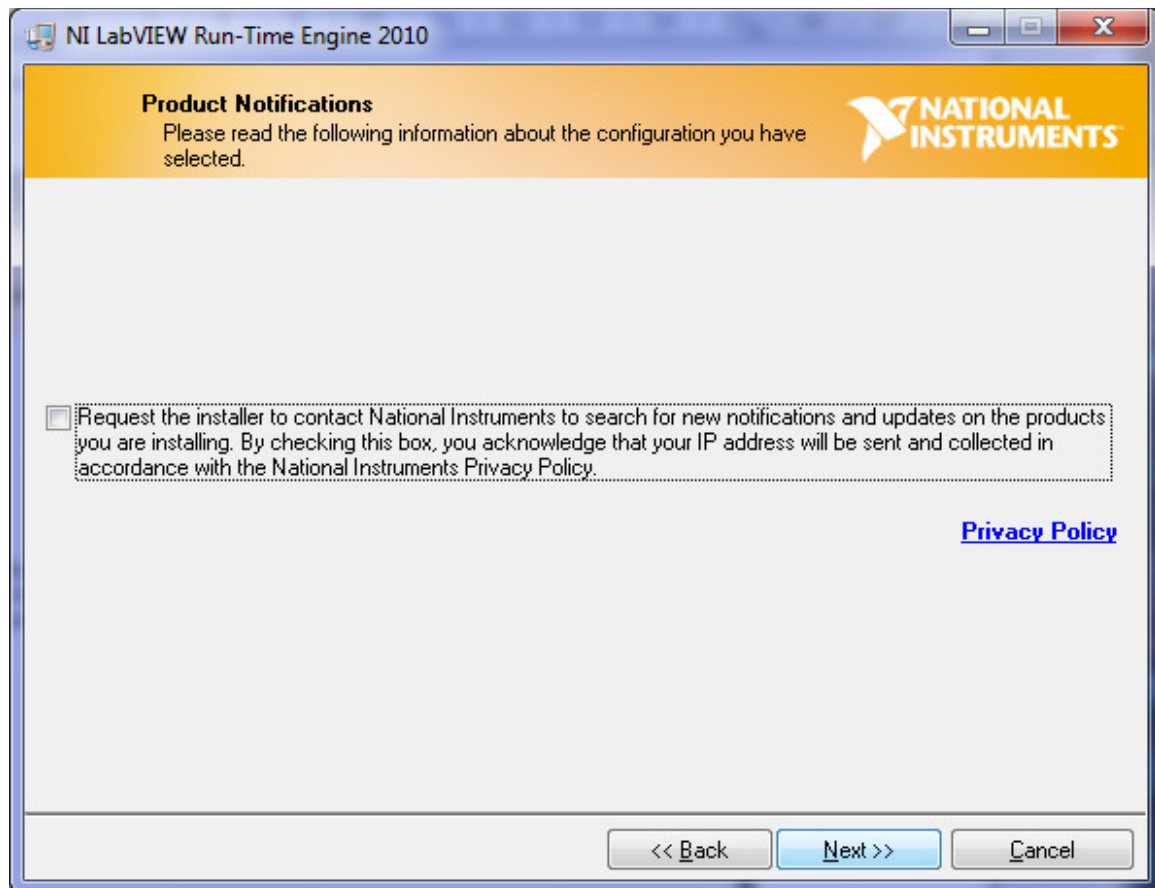 NI LabVIEW Run-Time Engine 2010
Product Notifications
Please read the following information about the configuration you have
selected.
NATIONAL
INSTRUMENTS
Request the installer to contact National Instruments to search for new notifications and updates on the products
you are installing. By checking this box, you acknowledge that your IP address will be sent and collected in
accordance with the National Instruments Privacy Policy.
Privacy Policy
<< Back
Next >>
Cancel